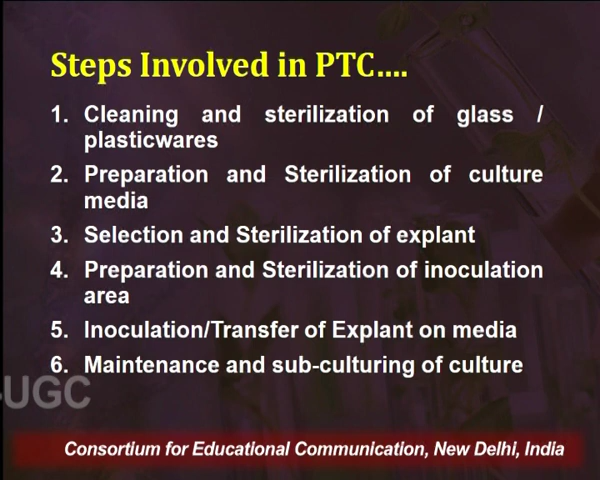 Steps Involved in PTC....
1. Cleaning and sterilization of glass /
plasticwares
2. Preparation and Sterilization of culture
media
3. Selection and Sterilization of explant
4. Preparation and Sterilization of inoculation
area
5. Inoculation/Transfer of Explant on media
6. Maintenance and sub-culturing of culture
-UGC
Consortium for Educational Communication, New Delhi, India